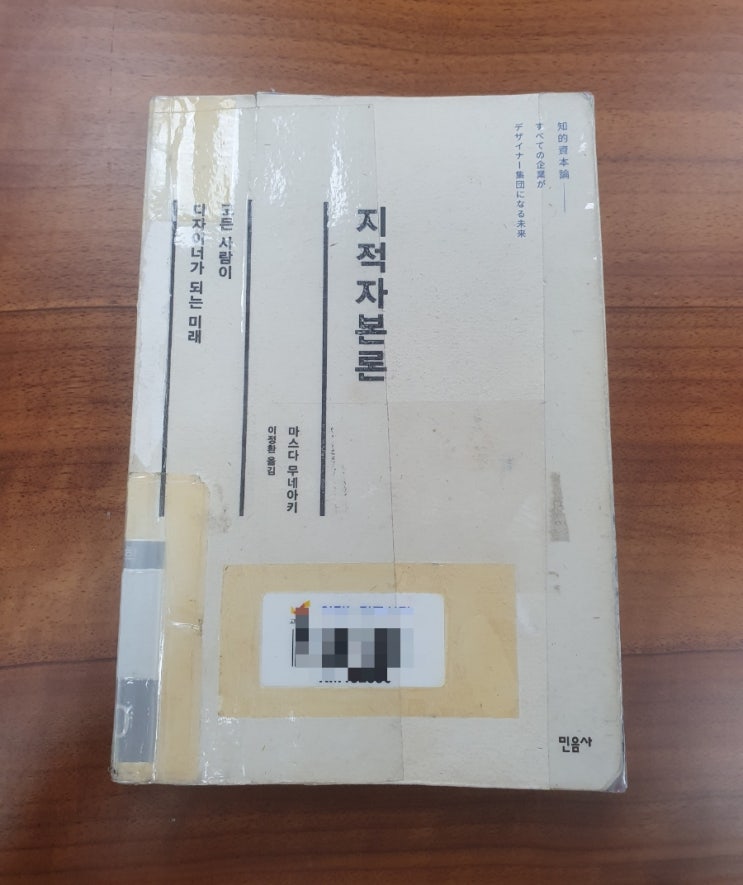 知的資本論——
すべての企業が
デザイナー集団になる未来
지적자본론
모든 사람이
디자이너가 되는 미래
마스다 무네아키
이정환 옮김
민음사